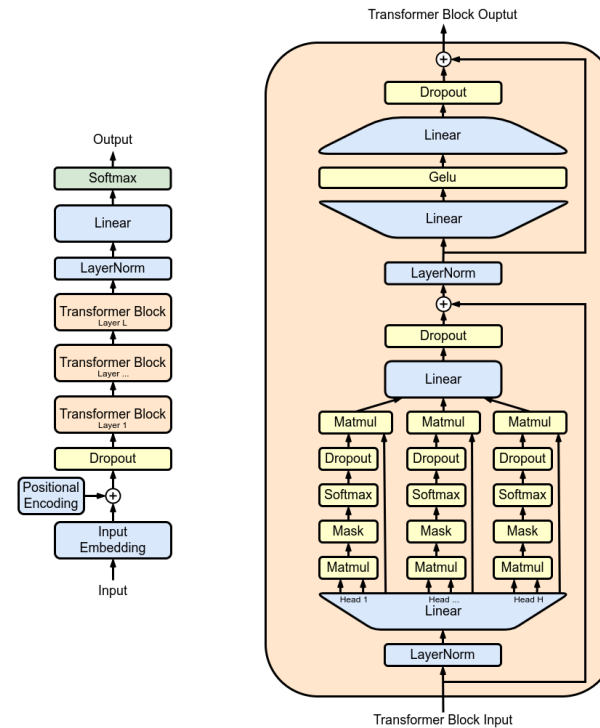 Output
Softmax
Linear
LayerNorm
Transformer Block
Layer L
Transformer Block
Layer ...
Transformer Block
Layer 1
Dropout
Positional
Encoding
+
Input
Embedding
Input
Transformer Block Ouptut
+
Dropout
Linear
Gelu
Linear
LayerNorm
+
Dropout
Linear
Matmul Matmul Matmul
Dropout Dropout Dropout
Softmax Softmax Softmax
Mask Mask Mask
Matmul Matmul Matmul
Head 1 Head ... Head H
Linear
LayerNorm
Transformer Block Input